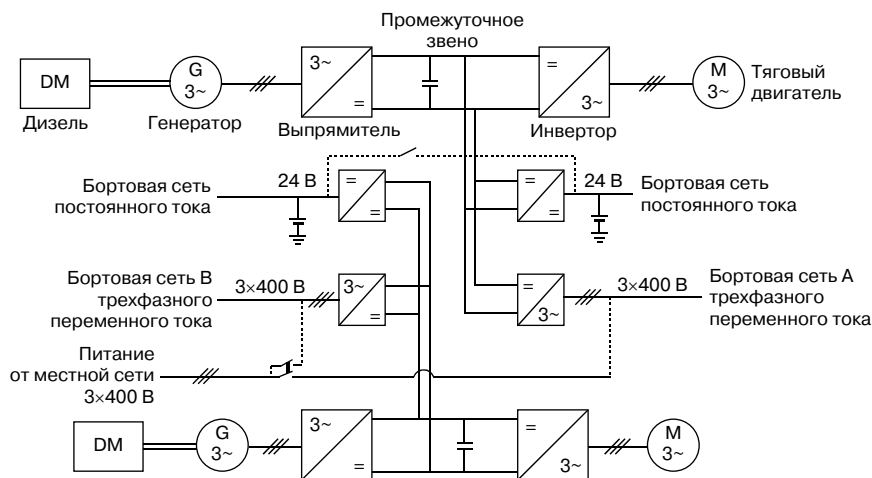 Промежуточное
звено
DM
G
3~
3~
=
=
3~
M
3~
Тяговый
двигатель
Дизель
Генератор
Выпрямитель
Инвертор
Бортовая сеть
постоянного тока
24 В
=
=
=
=
24 В
Бортовая сеть
постоянного тока
Бортовая сеть В
трехфазного
переменного тока
3×400 В
3~
=
=
3~
3×400 В
Бортовая сеть А
трехфазного
переменного тока
Питание
от местной сети
3×400 В
DM
G
3~
3~
=
=
3~
M
3~